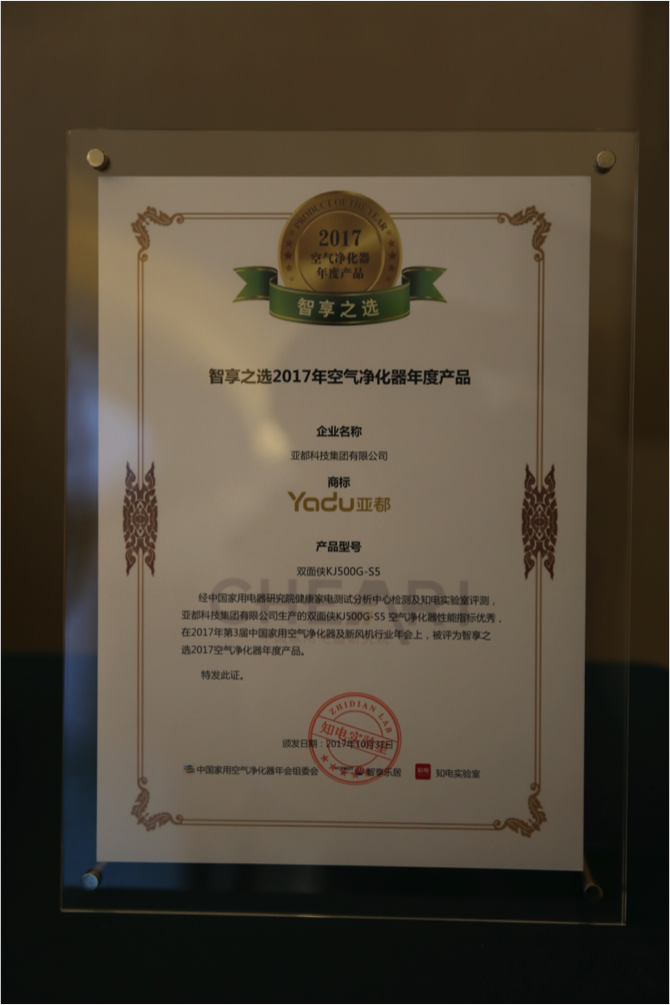 PRODUCT OF THE YEAR
2017
空气净化器
年度产品
智享之选
智享之选2017年空气净化器年度产品
企业名称
亚都科技集团有限公司
商标
Yadu亚都
产品型号
双面侠KJ500G-S5
CHEARI
经中国家用电器研究院健康家电测试分析中心检测及知电实验室评测，
亚都科技集团有限公司生产的双面侠KJ500G-S5 空气净化器性能指标优秀，
在2017年第3届中国家用空气净化器及新风机行业年会上，被评为智享之
选2017空气净化器年度产品。
特发此证。
ZHIDIAN LAB
知电实验室
颁发日期：2017年10月31日
中国家用空气净化器年会组委会 智享乐居 知电 知电实验室